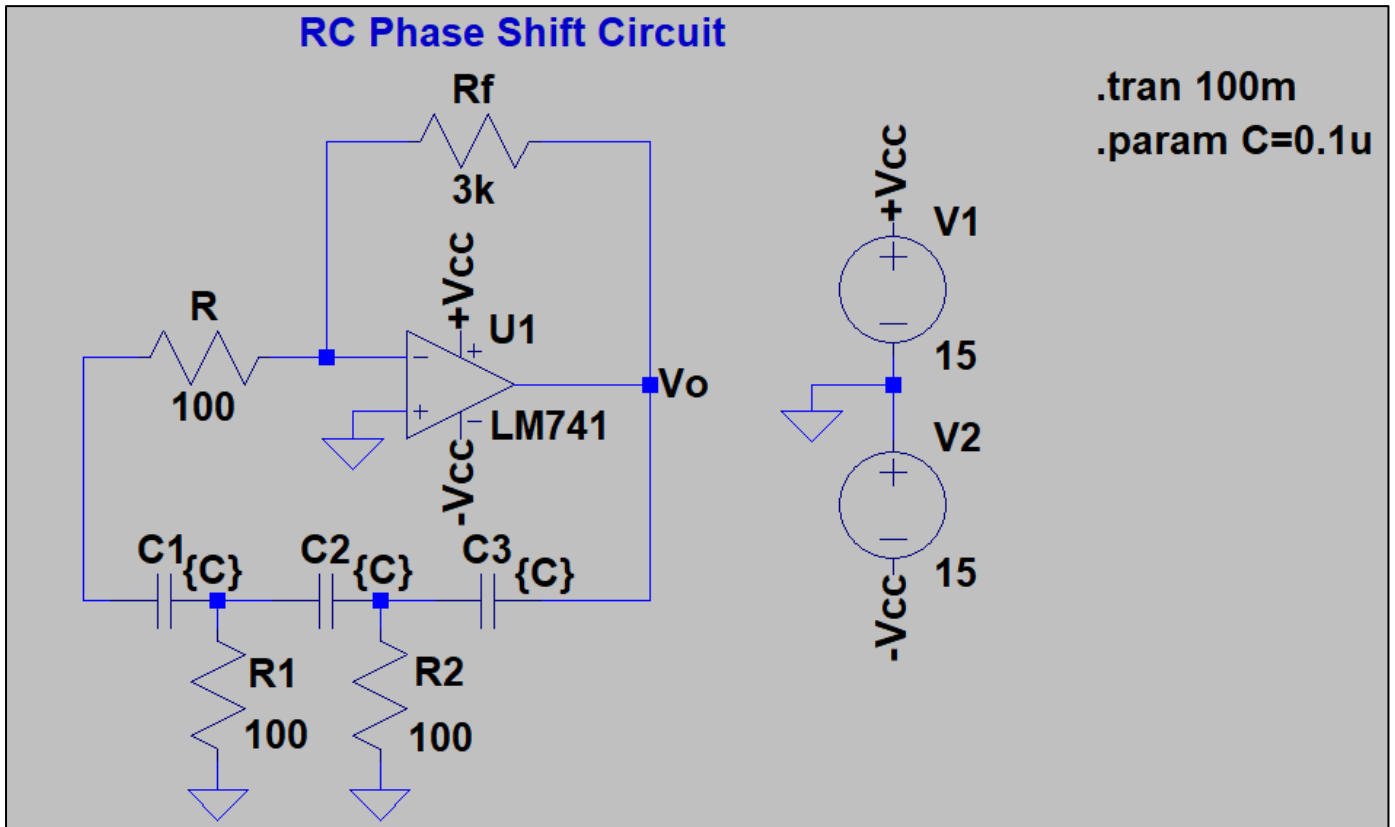 RC Phase Shift Circuit
.tran 100m
.param C=0.1u
Rf
3k
+Vcc
U1
LM741
-Vcc
R
100
Vo
+Vcc
V1
15
V2
15
-Vcc
C1
{C}
C2
{C}
C3
{C}
R1
100
R2
100